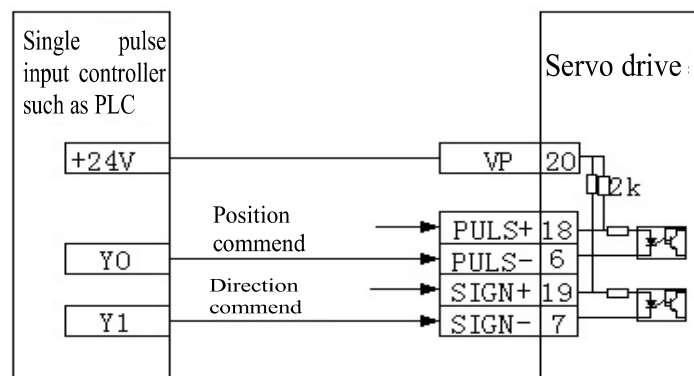 Single pulse
input controller
such as PLC
Servo drive
+24V
VP 20
2k
Position
commend
PULS+ 18
Y0
PULS- 6
Direction
commend
SIGN+ 19
Y1
SIGN- 7